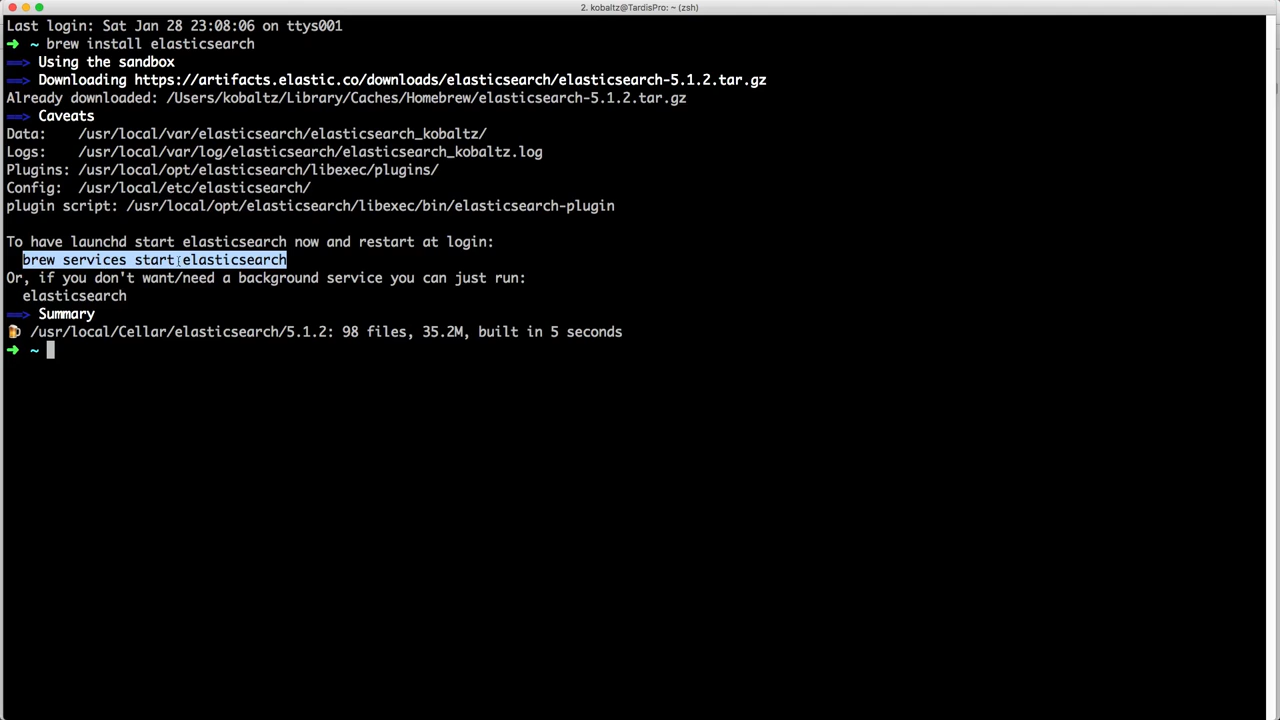 2. kobaltz@TardisPro: ~ (zsh)
Last login: Sat Jan 28 23:08:06 on ttys001
➜ ~ brew install elasticsearch
==> Using the sandbox
==> Downloading https://artifacts.elastic.co/downloads/elasticsearch/elasticsearch-5.1.2.tar.gz
Already downloaded: /Users/kobaltz/Library/Caches/Homebrew/elasticsearch-5.1.2.tar.gz
==> Caveats
Data:    /usr/local/var/elasticsearch/elasticsearch_kobaltz/
Logs:    /usr/local/var/log/elasticsearch/elasticsearch_kobaltz.log
Plugins: /usr/local/opt/elasticsearch/libexec/plugins/
Config:  /usr/local/etc/elasticsearch/
plugin script: /usr/local/opt/elasticsearch/libexec/bin/elasticsearch-plugin
To have launchd start elasticsearch now and restart at login:
brew services start elasticsearch
Or, if you don't want/need a background service you can just run:
elasticsearch
==> Summary
🍺 /usr/local/Cellar/elasticsearch/5.1.2: 98 files, 35.2M, built in 5 seconds
➜ ~